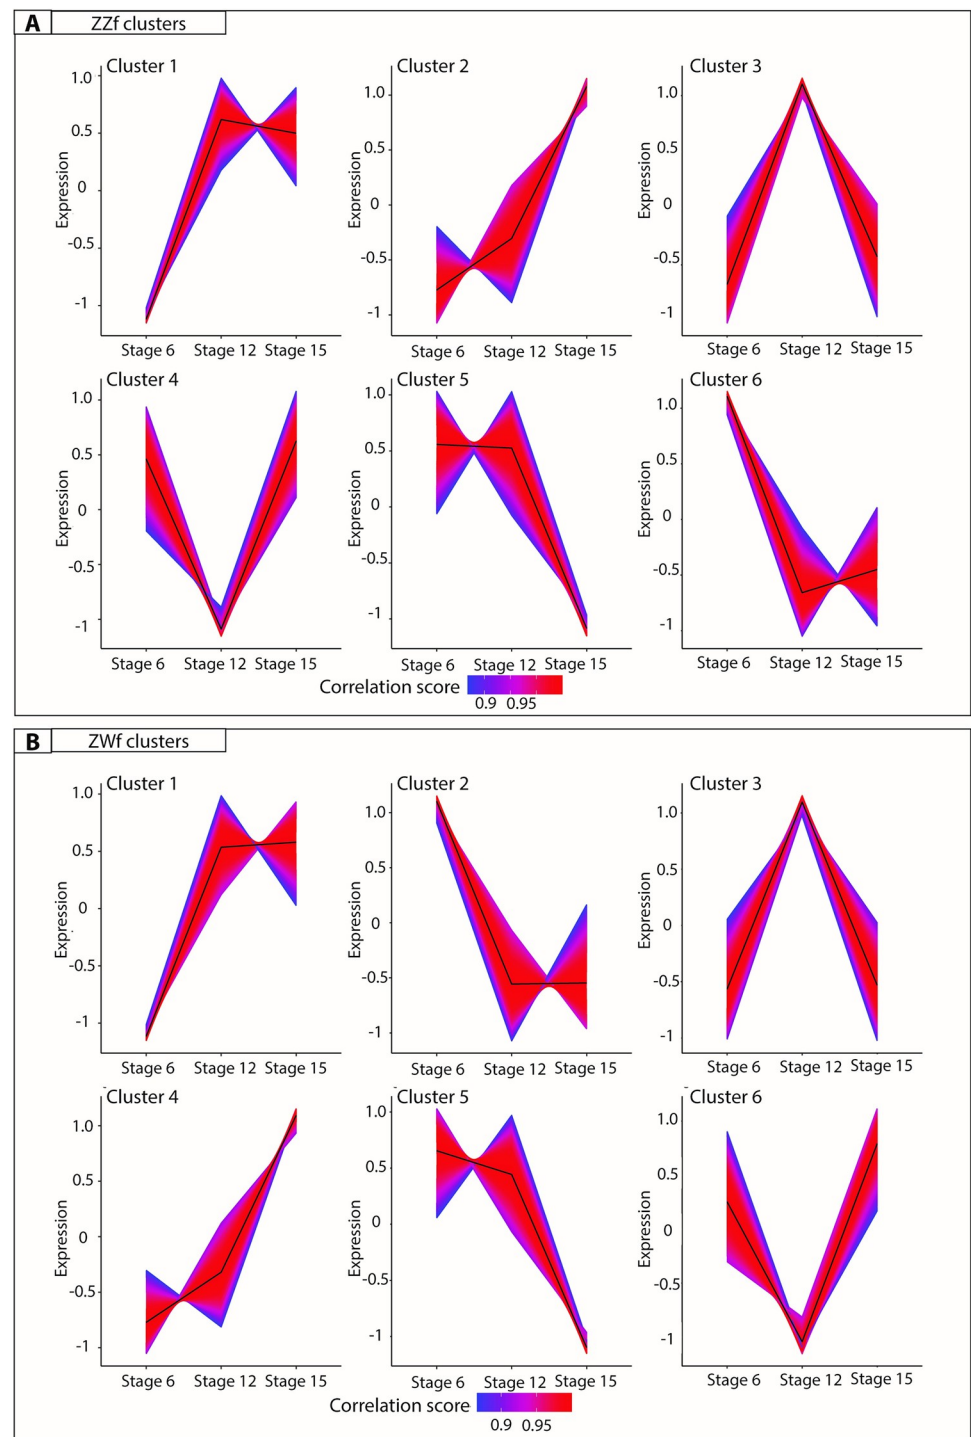 A ZZf clusters
Cluster 1 Cluster 2 Cluster 3
Expression Expression Expression
1.0 1.0 1.0
0.5 0.5 0.5
0 0 0
-0.5 -0.5 -0.5
-1 -1 -1
Stage 6 Stage 12 Stage 15 Stage 6 Stage 12 Stage 15 Stage 6 Stage 12 Stage 15
Cluster 4 Cluster 5 Cluster 6
Expression Expression Expression
1.0 1.0 1.0
0.5 0.5 0.5
0 0 0
-0.5 -0.5 -0.5
-1 -1 -1
Stage 6 Stage 12 Stage 15 Stage 6 Stage 12 Stage 15 Stage 6 Stage 12 Stage 15
Correlation score
0.9 0.95
B ZWf clusters
Cluster 1 Cluster 2 Cluster 3
Expression Expression Expression
1.0 1.0 1.0
0.5 0.5 0.5
0 0 0
-0.5 -0.5 -0.5
-1 -1 -1
Stage 6 Stage 12 Stage 15 Stage 6 Stage 12 Stage 15 Stage 6 Stage 12 Stage 15
Cluster 4 Cluster 5 Cluster 6
Expression Expression Expression
1.0 1.0 1.0
0.5 0.5 0.5
0 0 0
-0.5 -0.5 -0.5
-1 -1 -1
Stage 6 Stage 12 Stage 15 Stage 6 Stage 12 Stage 15 Stage 6 Stage 12 Stage 15
Correlation score
0.9 0.95